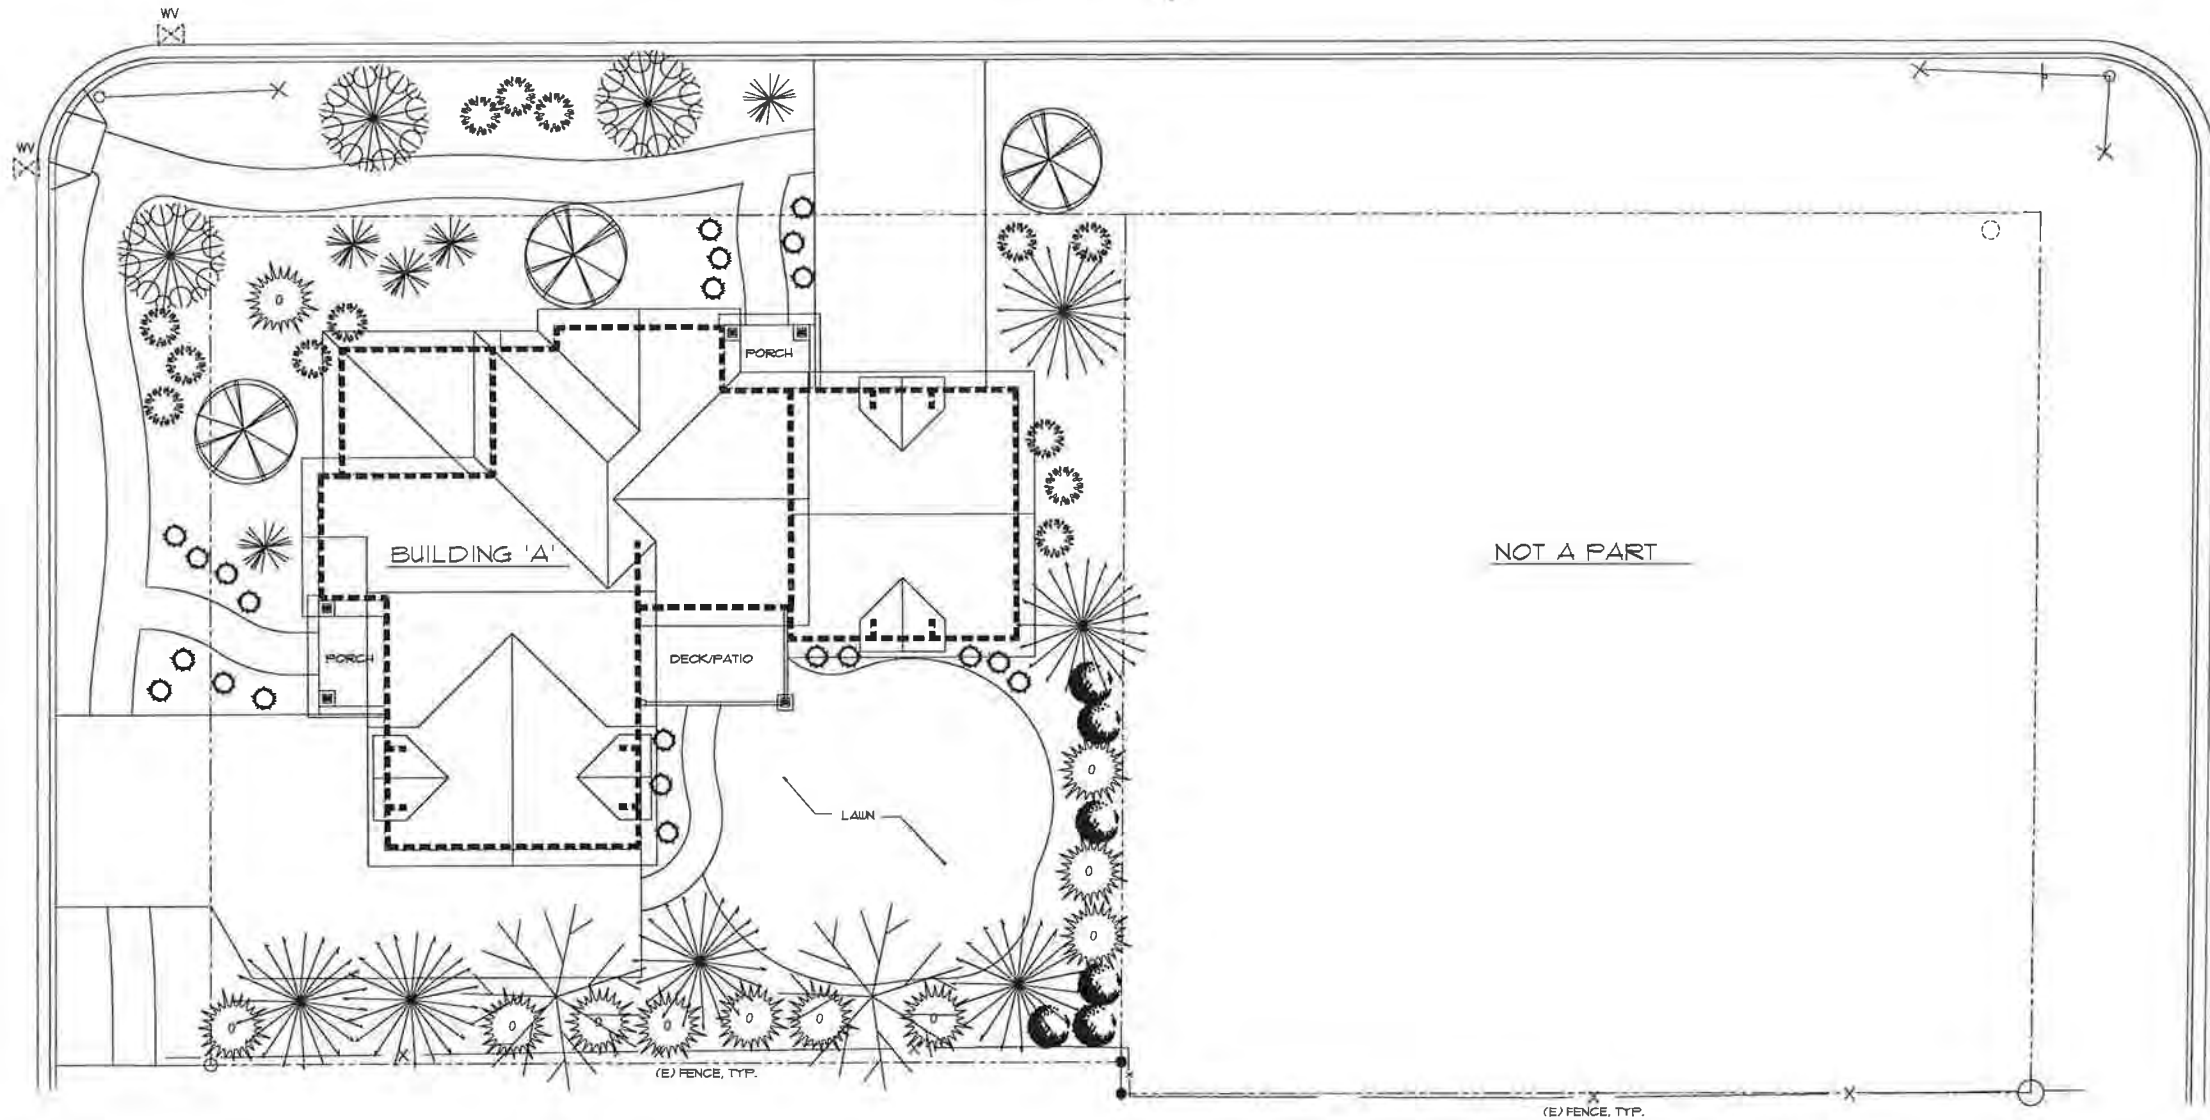 WV
WV
PORCH
BUILDING 'A'
NOT A PART
PORCH
DECK/PATIO
LAWN
(E) FENCE, TYP.
(E) FENCE, TYP.